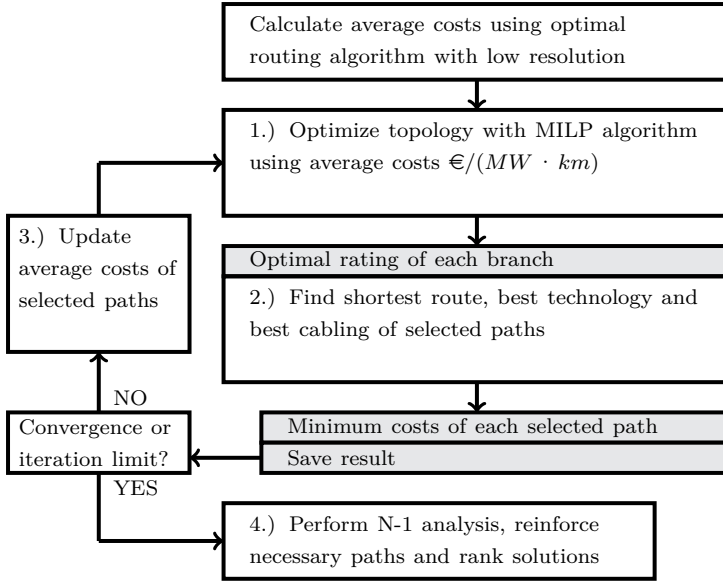 Calculate average costs using optimal
routing algorithm with low resolution
1.) Optimize topology with MILP algorithm
using average costs €/(MW · km)
3.) Update
average costs of
selected paths
Optimal rating of each branch
2.) Find shortest route, best technology and
best cabling of selected paths
NO
Convergence or
iteration limit?
YES
Minimum costs of each selected path
Save result
4.) Perform N-1 analysis, reinforce
necessary paths and rank solutions